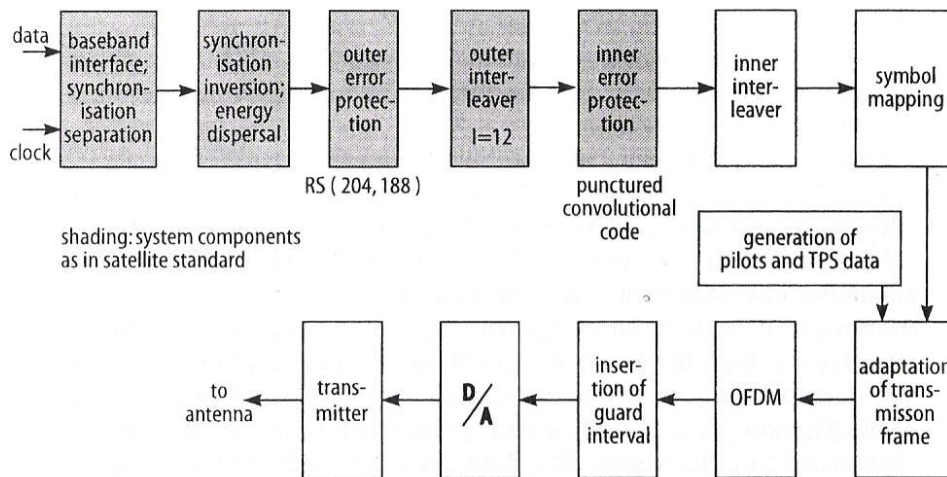 data
clock
baseband
interface;
synchron-
isation
separation
synchron-
isation
inversion;
energy
dispersal
outer
error
protec-
tion
RS ( 204, 188 )
outer
inter-
leaver
I=12
inner
error
protec-
tion
punctured
convolutional
code
inner
inter-
leaver
symbol
mapping
shading: system components
as in satellite standard
generation of
pilots and TPS data
to
antenna
trans-
mitter
D/A
inser-
tion of
guard
interval
OFDM
adaptation
of trans-
misson
frame